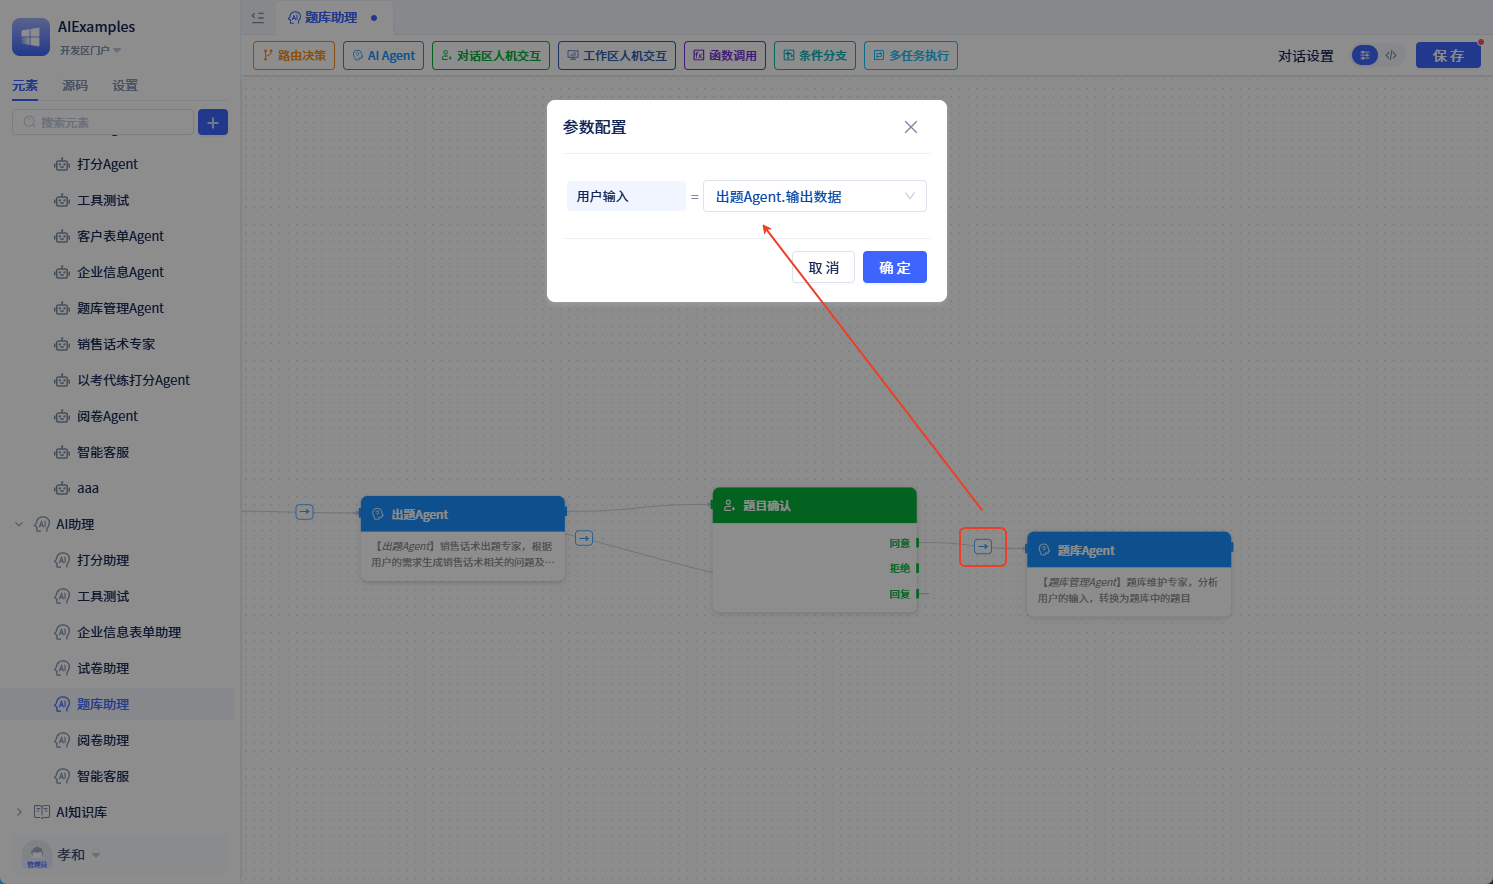 AIExamples
开发区门户
元素
源码
设置
搜索元素
打分Agent
工具测试
客户表单Agent
企业信息Agent
题库管理Agent
销售话术专家
以考代练打分Agent
阅卷Agent
智能客服
aaa
AI助理
打分助理
工具测试
企业信息表单助理
试卷助理
题库助理
阅卷助理
智能客服
AI知识库
管理员
孝和
题库助理
路由决策
AI Agent
对话区人机交互
工作区人机交互
函数调用
条件分支
多任务执行
对话设置
保 存
参数配置
用户输入
=
出题Agent.输出数据
取 消
确 定
出题Agent
【出题Agent】销售话术出题专家，根据
用户的需求生成销售话术相关的问题及…
题目确认
同意
拒绝
回复
题库Agent
【题库管理Agent】题库维护专家，分析
用户的输入，转换为题库中的题目